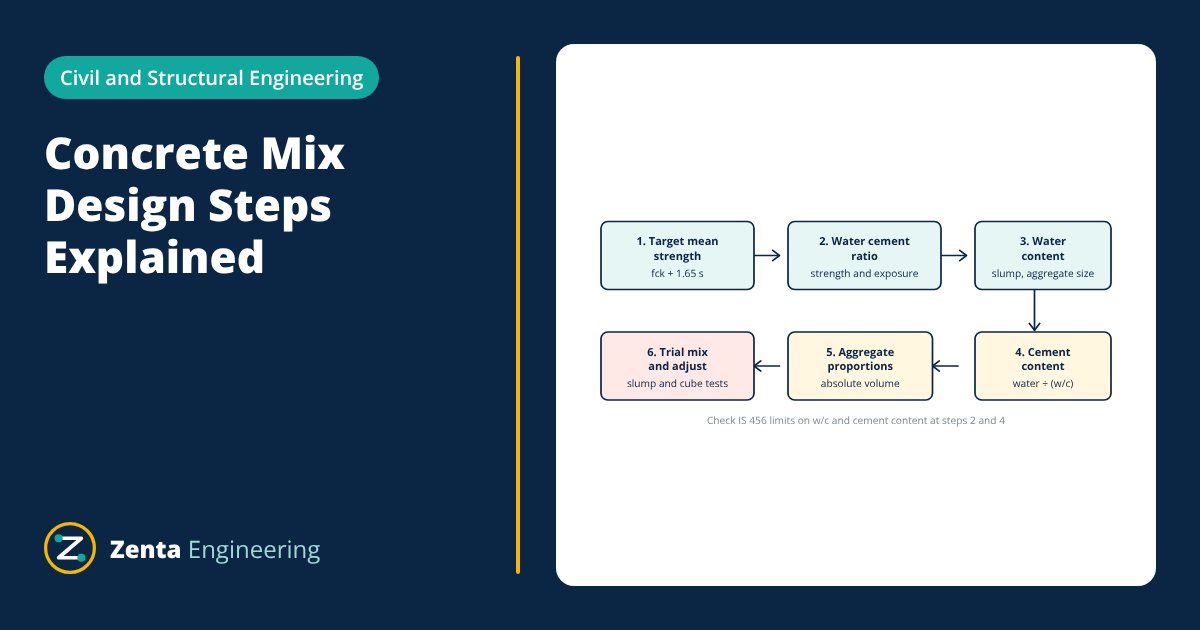 Civil and Structural Engineering
Concrete Mix
Design Steps
Explained
Zenta Engineering
1. Target mean
strength
fck + 1.65 s
2. Water cement
ratio
strength and exposure
3. Water
content
slump, aggregate size
4. Cement
content
water ÷ (w/c)
5. Aggregate
proportions
absolute volume
6. Trial mix
and adjust
slump and cube tests
Check IS 456 limits on w/c and cement content at steps 2 and 4